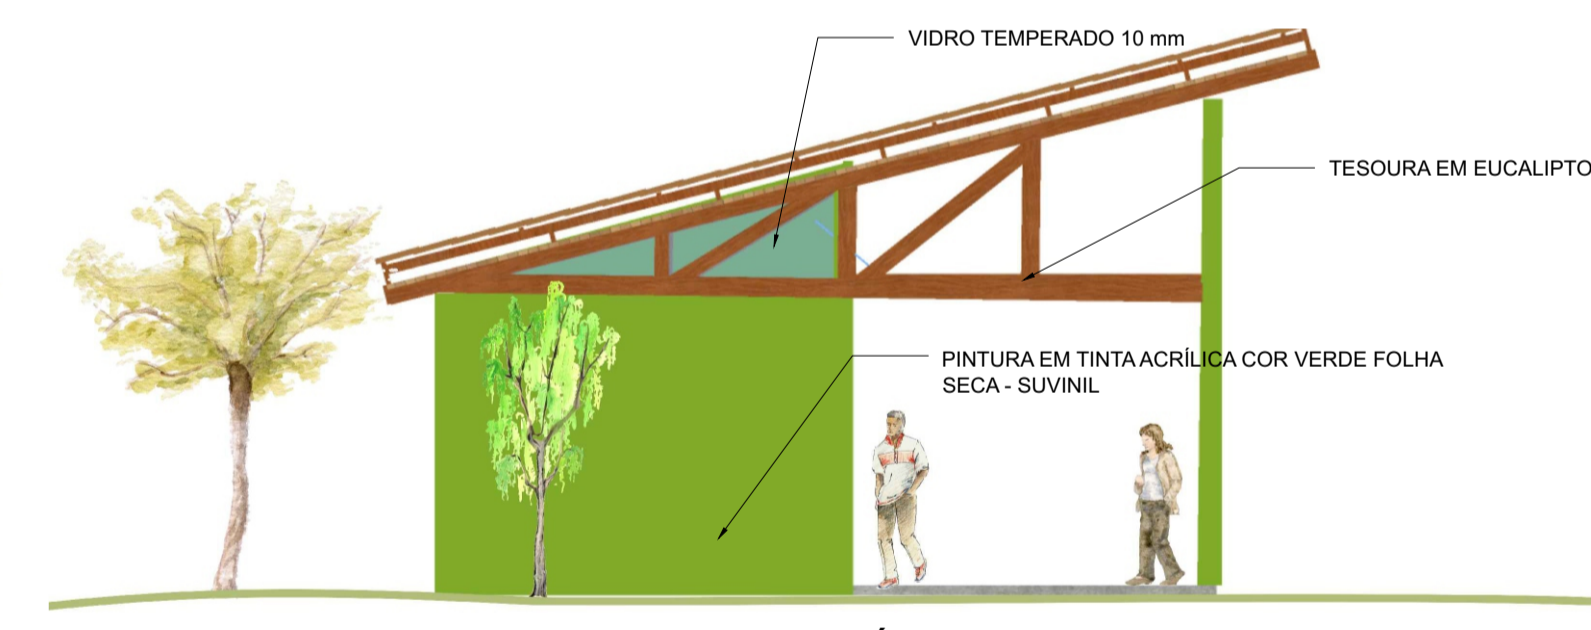 VIDRO TEMPERADO 10 mm
TESOURA EM EUCALIPTO
PINTURA EM TINTA ACRÍLICA COR VERDE FOLHA
SECA - SUVINIL